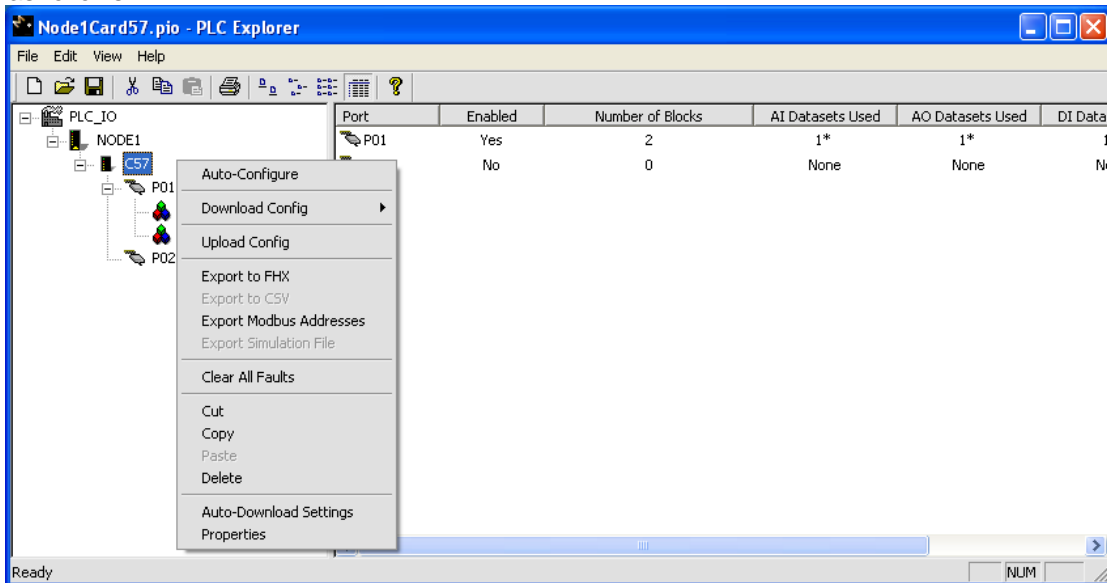 Node1Card57.pio - PLC Explorer
File Edit View Help
PLC_IO
NODE1
C57
P01
P02
Port Enabled Number of Blocks AI Datasets Used AO Datasets Used DI Data
P01 Yes 2 1* 1* 1
No 0 None None
Auto-Configure
Download Config
Upload Config
Export to FHX
Export to CSV
Export Modbus Addresses
Export Simulation File
Clear All Faults
Cut
Copy
Paste
Delete
Auto-Download Settings
Properties
Ready NUM